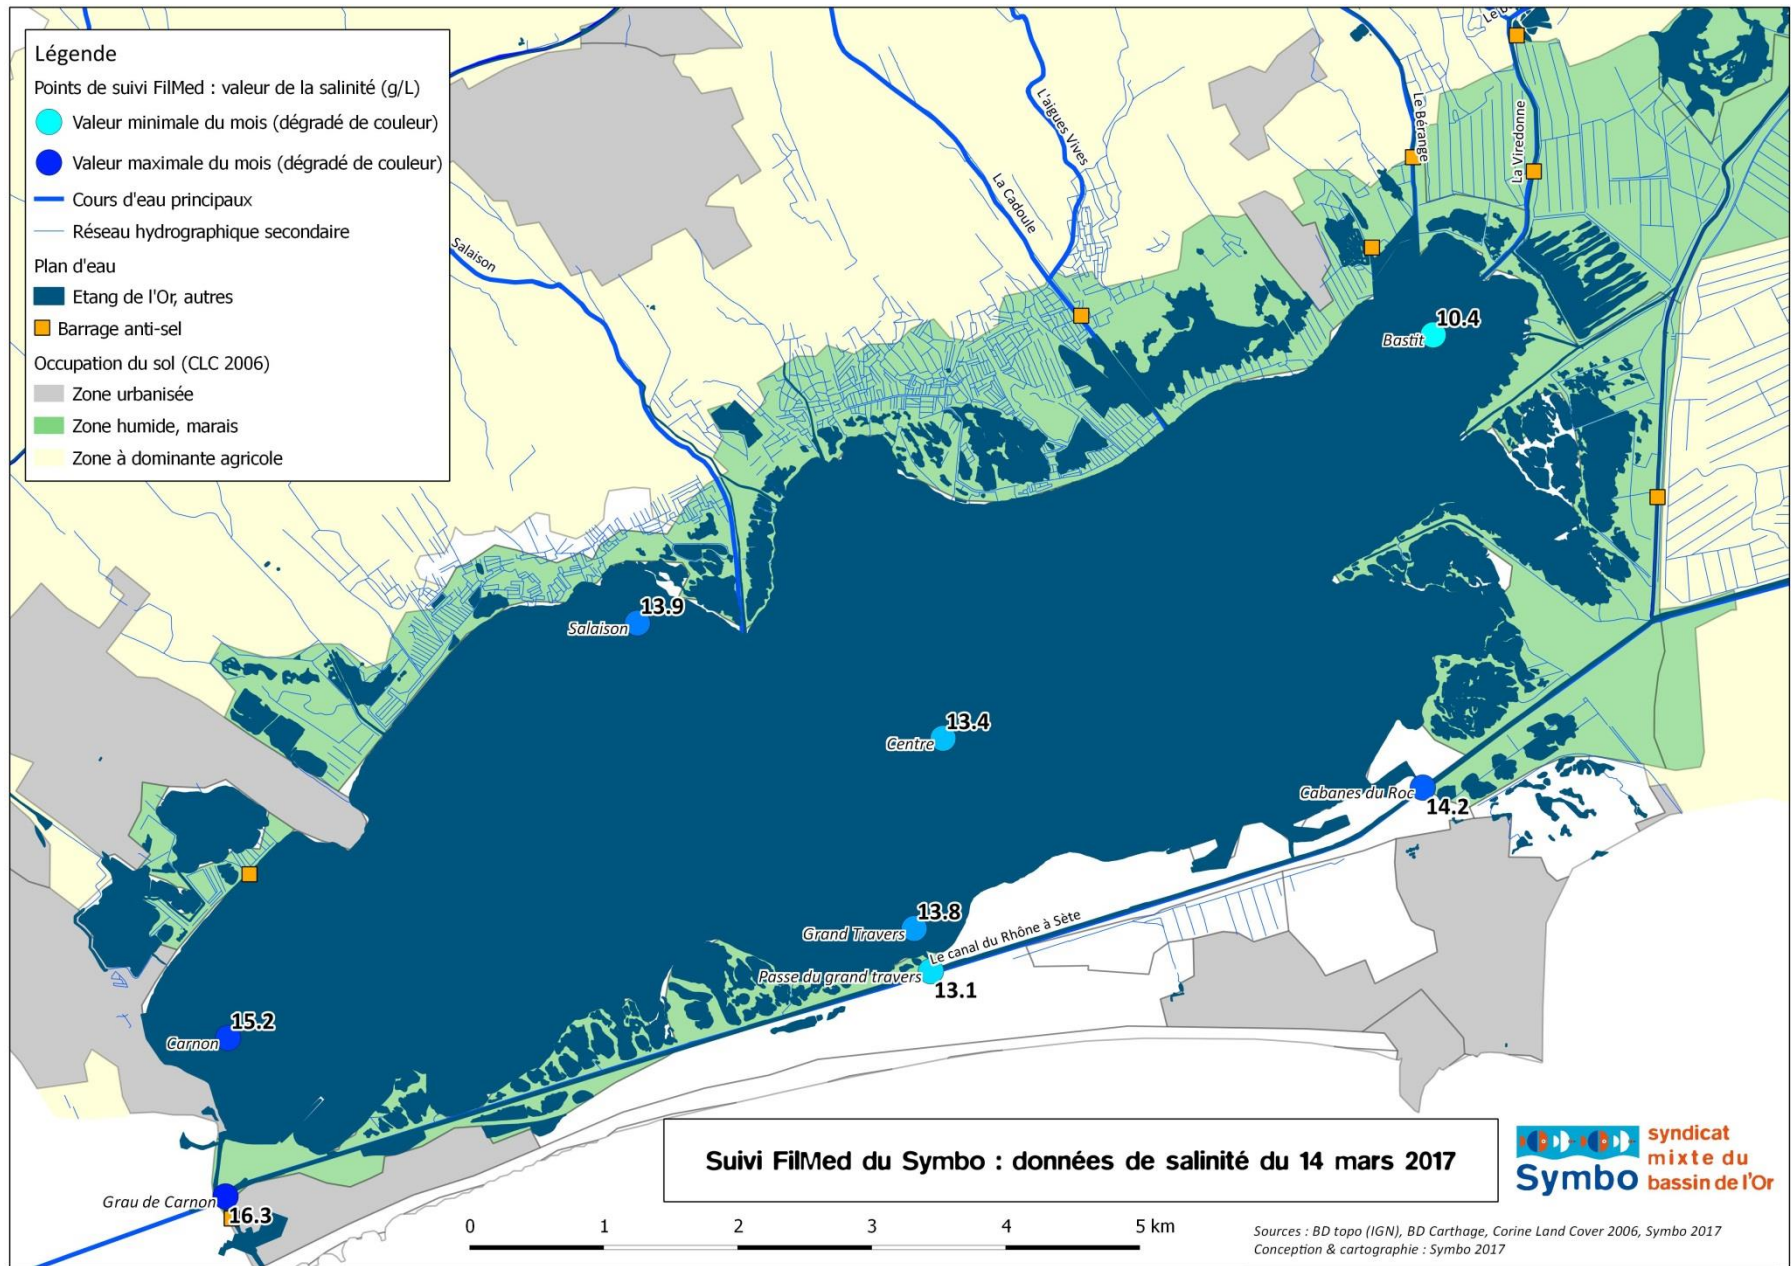 Légende
Points de suivi FilMed : valeur de la salinité (g/L)
Valeur minimale du mois (dégradé de couleur)
Valeur maximale du mois (dégradé de couleur)
Cours d'eau principaux
Réseau hydrographique secondaire
Plan d'eau
Etang de l'Or, autres
Barrage anti-sel
Occupation du sol (CLC 2006)
Zone urbanisée
Zone humide, marais
Zone à dominante agricole
Salaison
La Cadoule
L'aigues Vives
Le Bérange
La Viredonne
10.4
Bastit
13.9
Salaison
13.4
Centre
Cabanes du Roc
14.2
13.8
Grand Travers
Le canal du Rhône à Sète
Passe du grand travers
13.1
15.2
Carnon
Grau de Carnon
16.3
Suivi FilMed du Symbo : données de salinité du 14 mars 2017
0 1 2 3 4 5 km
Symbo
syndicat
mixte du
bassin de l'Or
Sources : BD topo (IGN), BD Carthage, Corine Land Cover 2006, Symbo 2017
Conception & cartographie : Symbo 2017